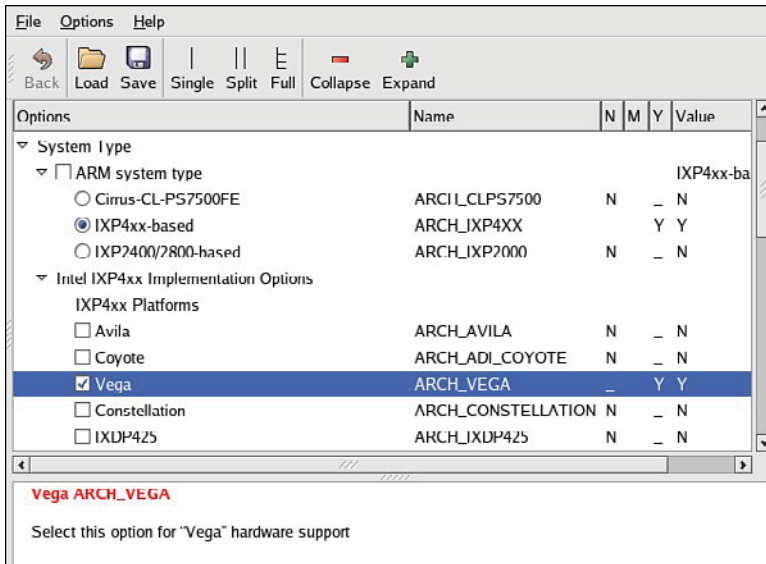 File Options Help
Back Load Save Single Split Full Collapse Expand
Options Name N M Y Value
System Type
ARM system type IXP4xx-ba
Cirrus-CL-PS7500FE ARCH_CLPS7500 N _ N
IXP4xx-based ARCH_IXP4XX Y Y
IXP2400/2800-based ARCH_IXP2000 N _ N
Intel IXP4xx Implementation Options
IXP4xx Platforms
Avila ARCH_AVILA N _ N
Coyote ARCH_ADI_COYOTE N _ N
Vega ARCH_VEGA _ Y Y
Constellation ARCH_CONSTELLATION N _ N
IXDP425 ARCH_IXDP425 N _ N
Vega ARCH_VEGA
Select this option for "Vega" hardware support